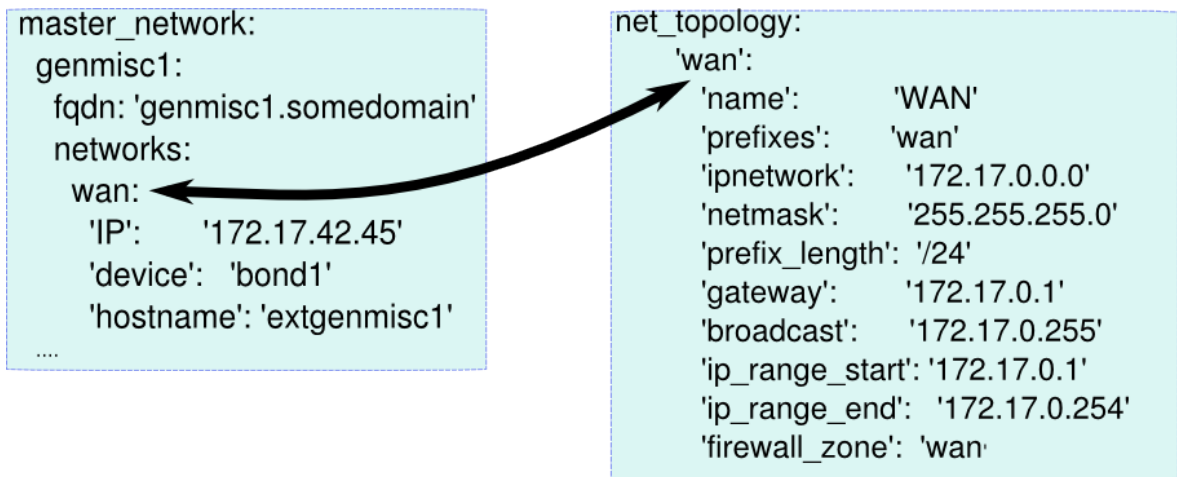 master_network:
genmisc1:
fqdn: 'genmisc1.somedomain'
networks:
wan:
'IP': '172.17.42.45'
'device': 'bond1'
'hostname': 'extgenmisc1'
....
net_topology:
'wan':
'name': 'WAN'
'prefixes': 'wan'
'ipnetwork': '172.17.0.0.0'
'netmask': '255.255.255.0'
'prefix_length': '/24'
'gateway': '172.17.0.1'
'broadcast': '172.17.0.255'
'ip_range_start': '172.17.0.1'
'ip_range_end': '172.17.0.254'
'firewall_zone': 'wan'